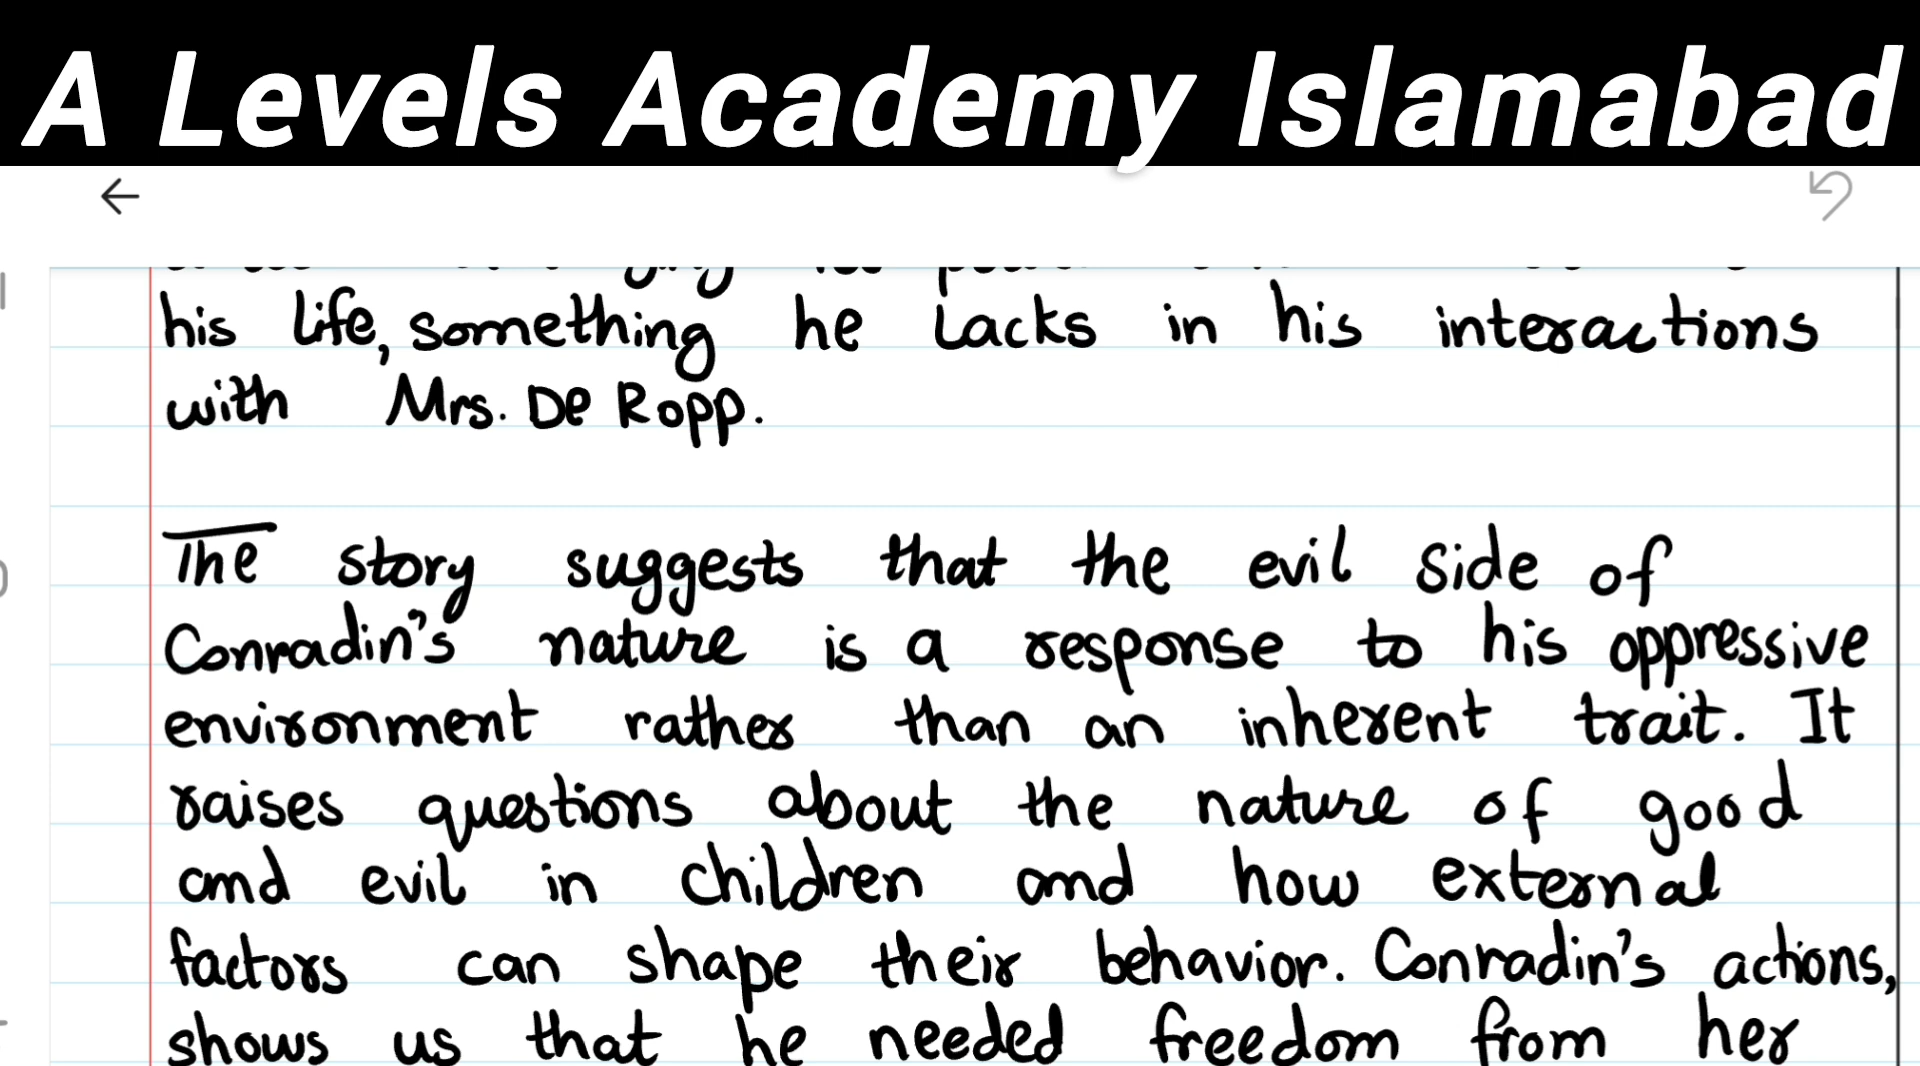 A Levels Academy Islamabad
his life, something he Lacks in his interactions
with Mrs. De Ropp.
The story suggests that the evil side of
Conradin's nature is a response to his oppressive
environment rather than an inherent trait. It
raises questions about the nature of good
and evil in children and how external
factors can shape their behavior. Conradin's actions,
shows us that he needed freedom from her